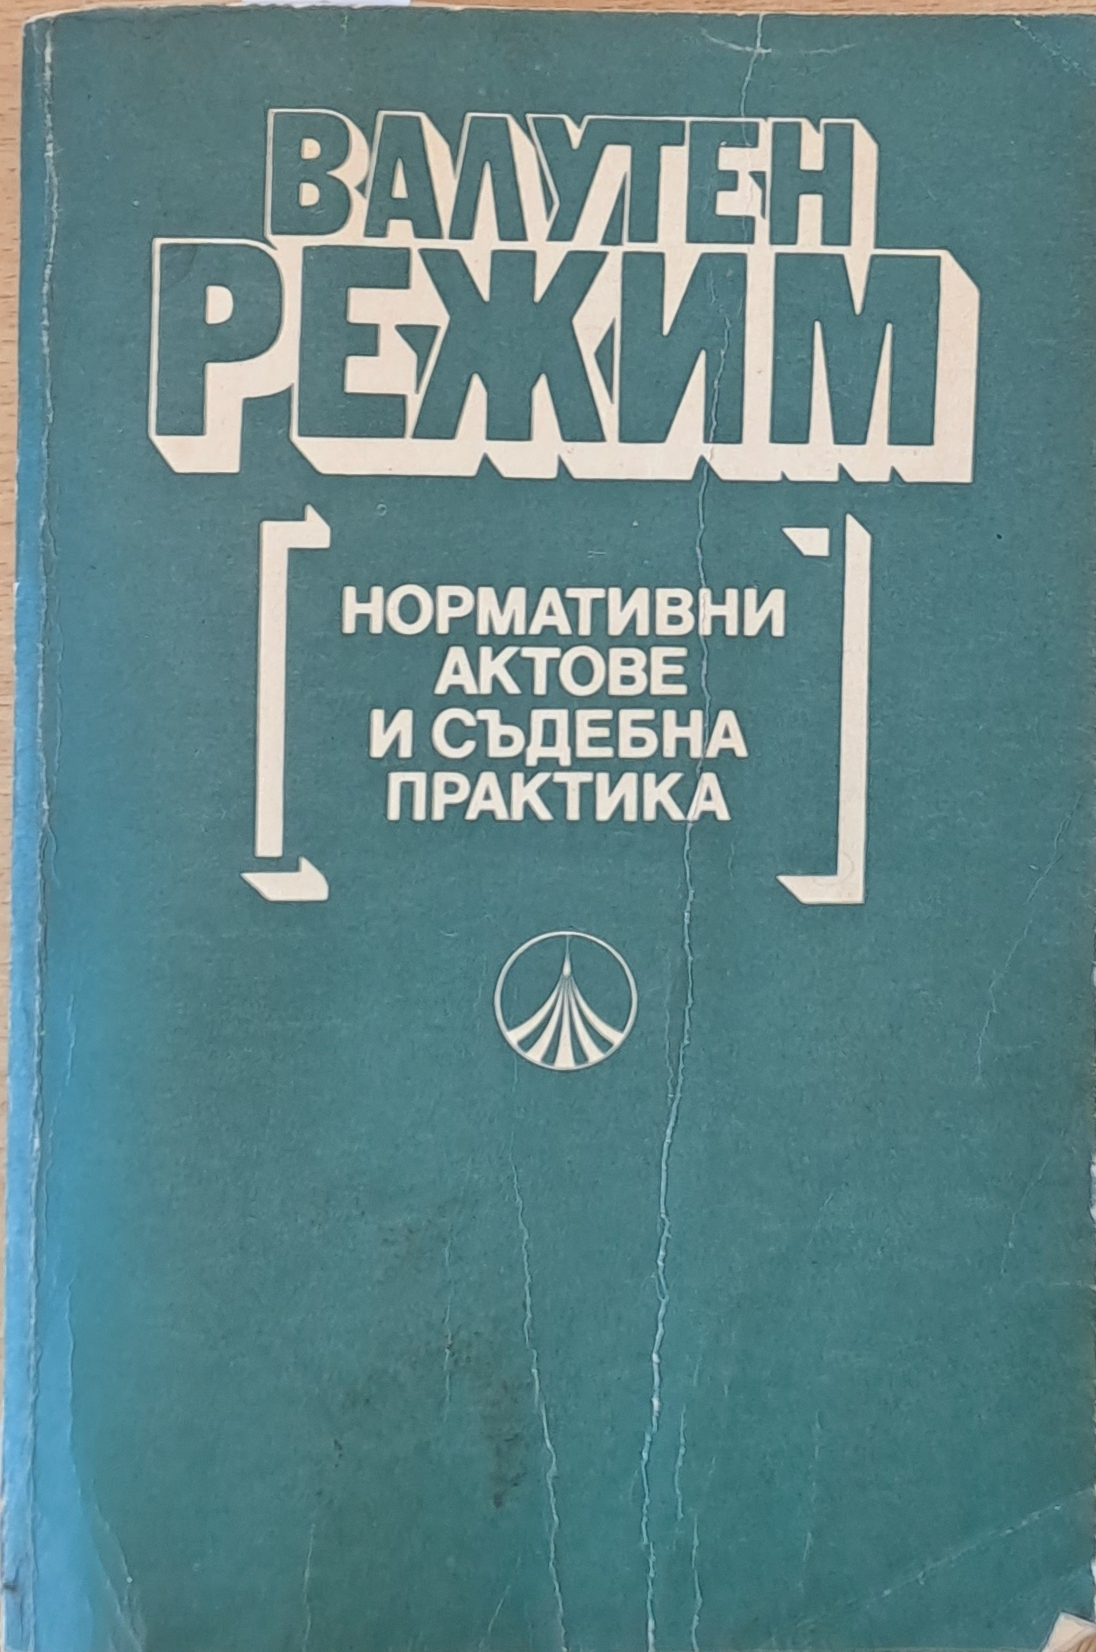 ВАЛУТЕН
РЕЖИМ
НОРМАТИВНИ
АКТОВЕ
И СЪДЕБНА
ПРАКТИКА